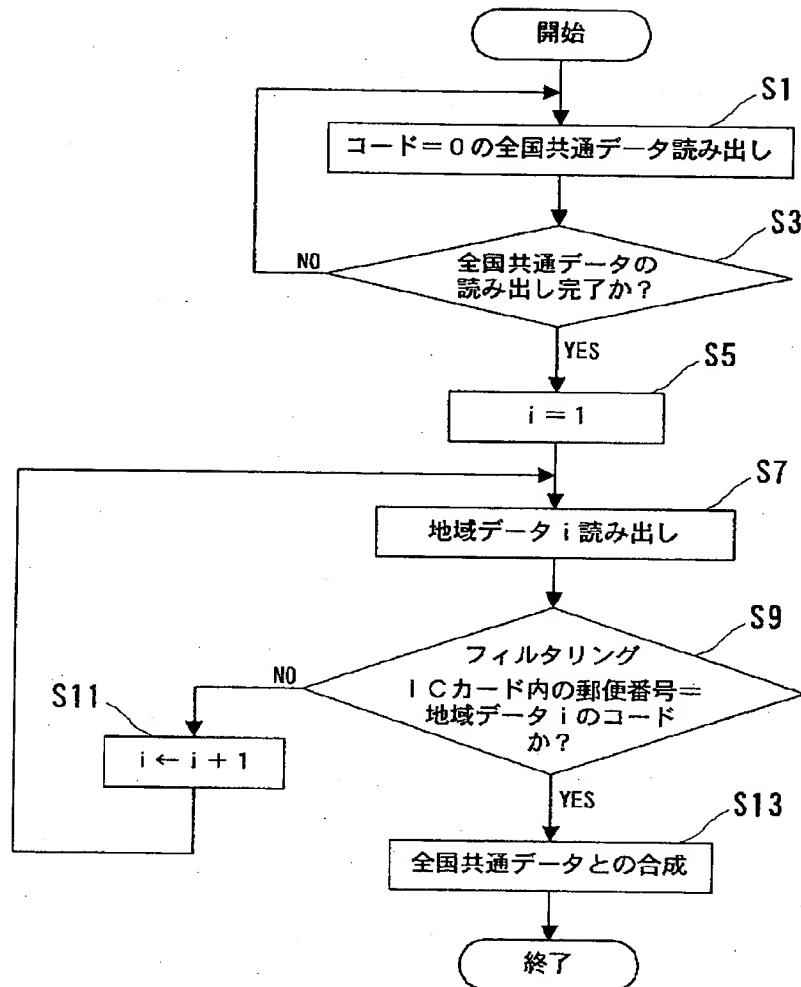 開始
S1
コード=0の全国共通データ読み出し
S3
全国共通データの
読み出し完了か?
NO
YES
S5
i=1
S7
地域データi読み出し
S9
フィルタリング
ICカード内の郵便番号=
地域データiのコード
か?
NO
S11
i←i+1
YES
S13
全国共通データとの合成
終了